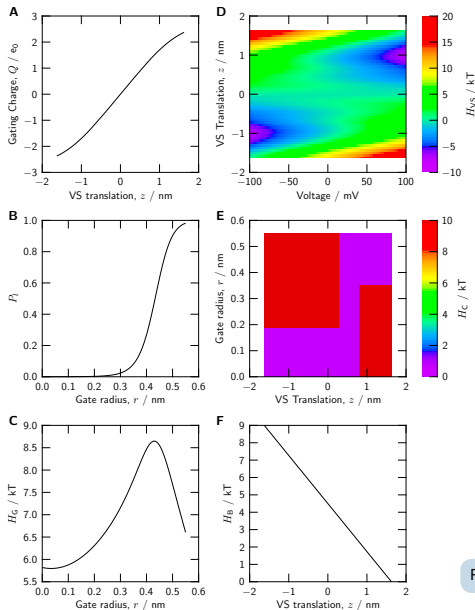 A
Gating Charge, Q / e0
3
2
1
0
−1
−2
−3
−2 −1 0 1 2
VS translation, z / nm
D
VS Translation, z / nm
2
1
0
−1
−2
−100 −50 0 50 100
Voltage / mV
20
15
10
5
0
−5
−10
HVS / kT
B
Pl
1.0
0.8
0.6
0.4
0.2
0.0
0.0 0.1 0.2 0.3 0.4 0.5 0.6
Gate radius, r / nm
E
Gate radius, r / nm
0.6
0.5
0.4
0.3
0.2
0.1
0.0
−2 −1 0 1 2
VS Translation, z / nm
10
8
6
4
2
0
HC / kT
C
HG / kT
9.0
8.5
8.0
7.5
7.0
6.5
6.0
5.5
0.0 0.1 0.2 0.3 0.4 0.5 0.6
Gate radius, r / nm
F
HB / kT
9
8
7
6
5
4
3
2
1
0
−2 −1 0 1 2
VS translation, z / nm